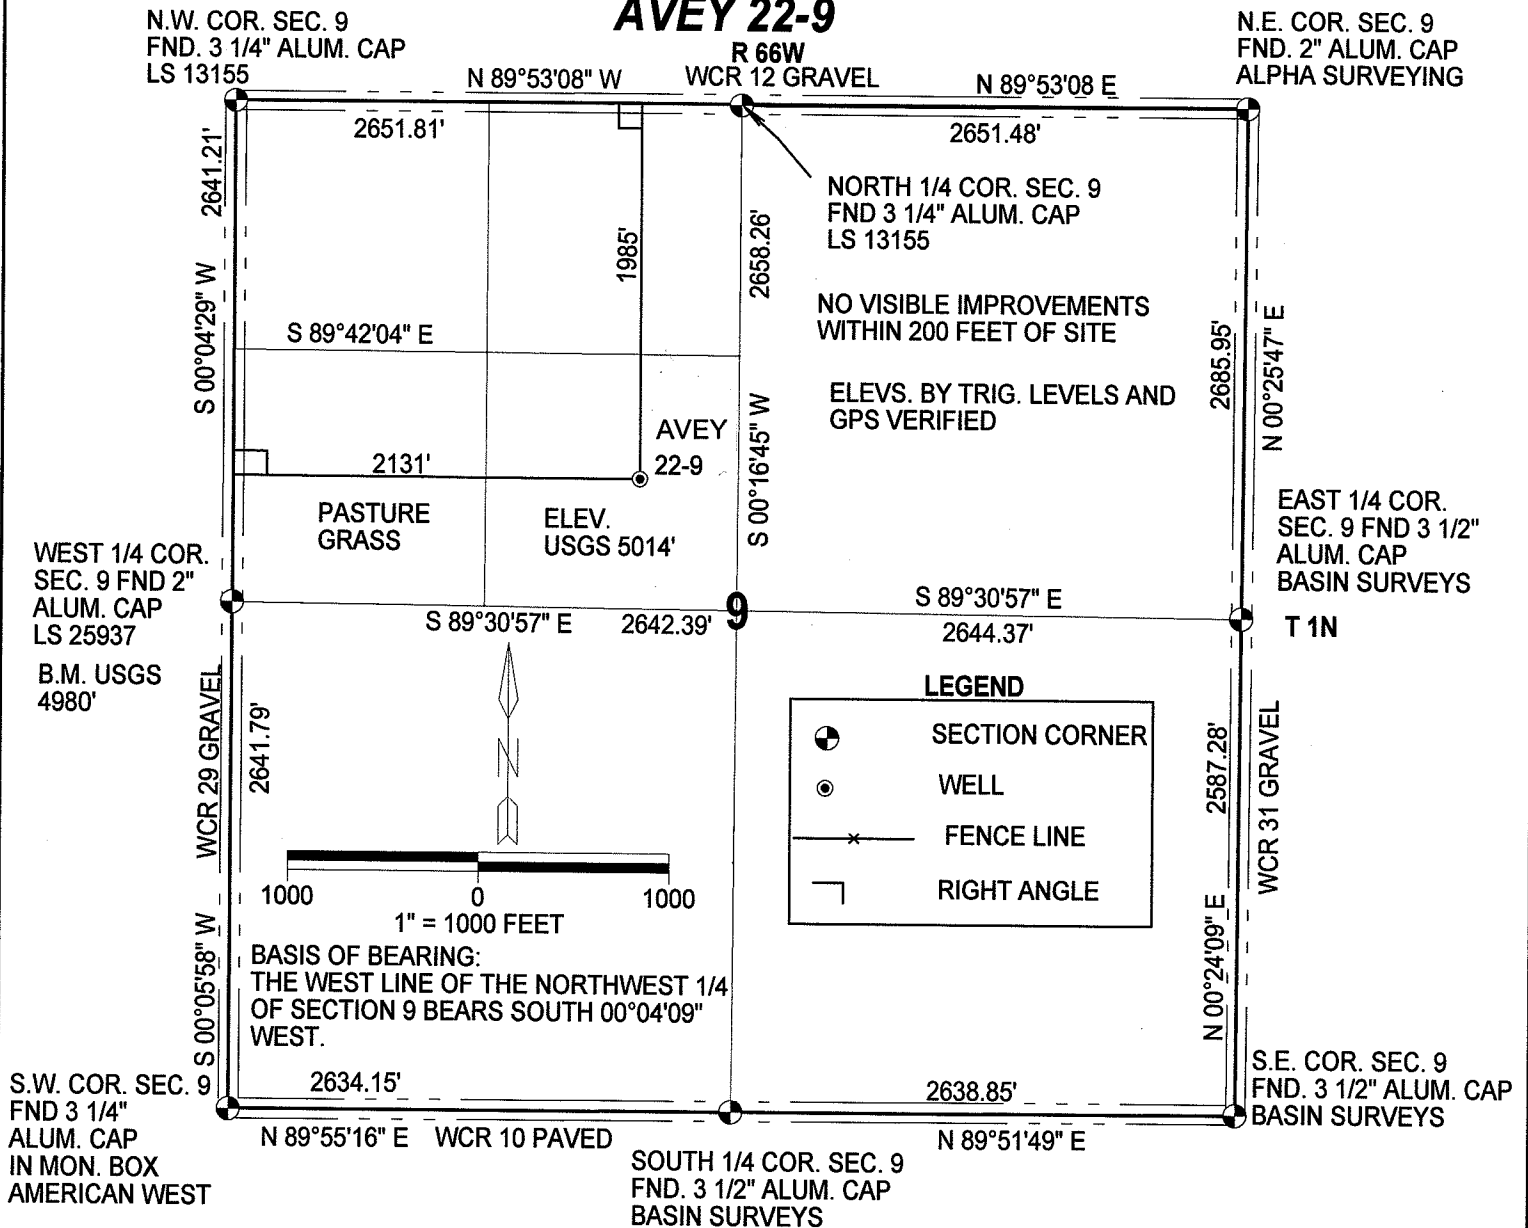 AVEY 22-9
R 66W
WCR 12 GRAVEL
N.W. COR. SEC. 9
FND. 3 1/4" ALUM. CAP
LS 13155
N.E. COR. SEC. 9
FND. 2" ALUM. CAP
ALPHA SURVEYING
N 89°53'08" W
N 89°53'08 E
2651.81'
2651.48'
2641.21'
S 00°04'29" W
1985'
2658.26'
S 00°16'45" W
NORTH 1/4 COR. SEC. 9
FND 3 1/4" ALUM. CAP
LS 13155
NO VISIBLE IMPROVEMENTS
WITHIN 200 FEET OF SITE
ELEVS. BY TRIG. LEVELS AND
GPS VERIFIED
2685.95'
N 00°25'47" E
S 89°42'04" E
AVEY
22-9
2131'
PASTURE
GRASS
ELEV.
USGS 5014'
EAST 1/4 COR.
SEC. 9 FND 3 1/2"
ALUM. CAP
BASIN SURVEYS
WEST 1/4 COR.
SEC. 9 FND 2"
ALUM. CAP
LS 25937
B.M. USGS
4980'
S 89°30'57" E
2642.39'
9
S 89°30'57" E
2644.37'
T 1N
LEGEND
SECTION CORNER
WELL
FENCE LINE
RIGHT ANGLE
WCR 29 GRAVEL
2641.79'
S 00°05'58" W
N
1000 0 1000
1" = 1000 FEET
BASIS OF BEARING:
THE WEST LINE OF THE NORTHWEST 1/4
OF SECTION 9 BEARS SOUTH 00°04'09"
WEST.
2587.28'
WCR 31 GRAVEL
N 00°24'09" E
S.W. COR. SEC. 9
FND 3 1/4"
ALUM. CAP
IN MON. BOX
AMERICAN WEST
2634.15'
2638.85'
N 89°55'16" E WCR 10 PAVED
N 89°51'49" E
S.E. COR. SEC. 9
FND. 3 1/2" ALUM. CAP
BASIN SURVEYS
SOUTH 1/4 COR. SEC. 9
FND. 3 1/2" ALUM. CAP
BASIN SURVEYS